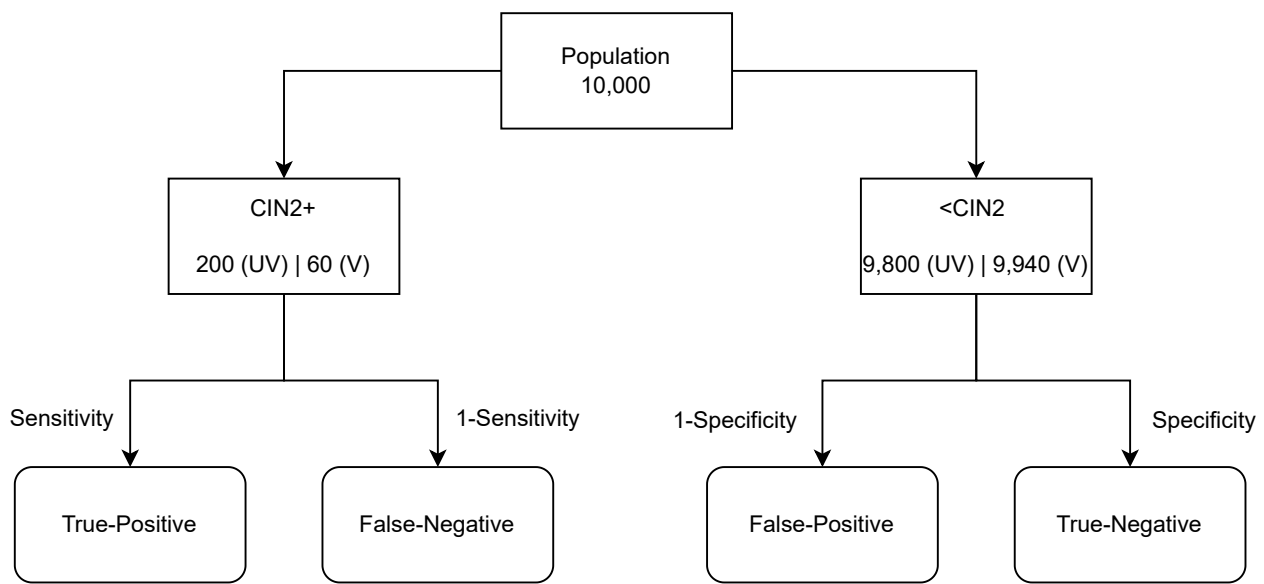 Population
10,000
CIN2+
200 (UV) | 60 (V)
<CIN2
9,800 (UV) | 9,940 (V)
Sensitivity
1-Sensitivity
1-Specificity
Specificity
True-Positive
False-Negative
False-Positive
True-Negative